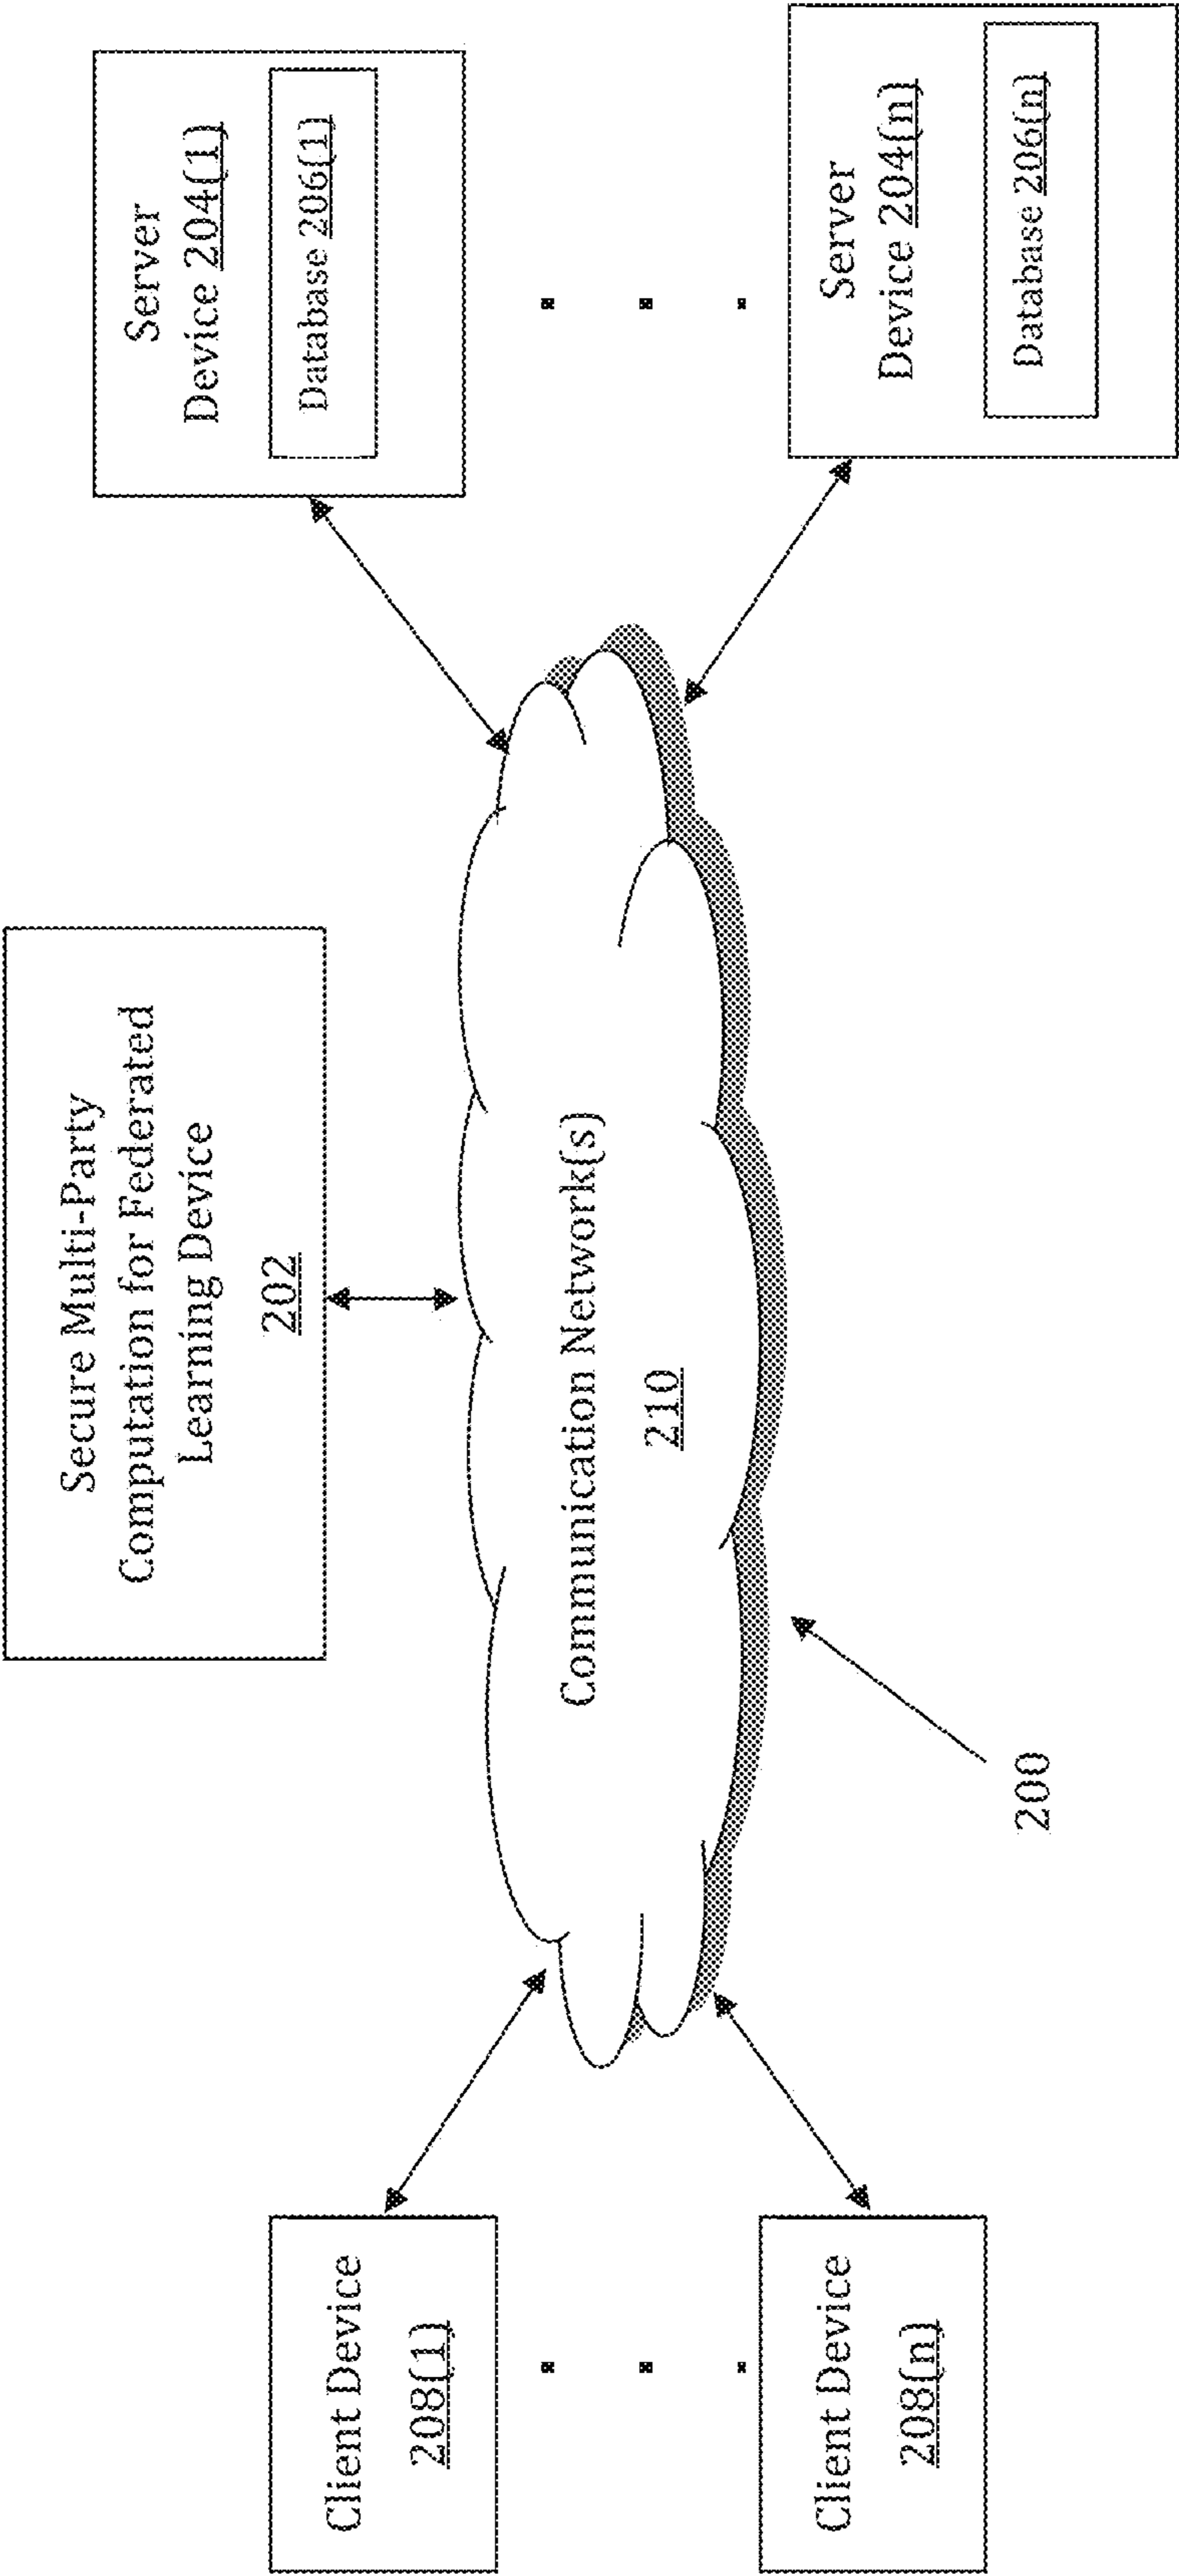 Secure Multi-Party
Computation for Federated
Learning Device
202
Client Device
208(1)
Client Device
208(n)
Communication Network(s)
210
200
Server
Device 204(1)
Database 206(1)
Server
Device 204(n)
Database 206(n)